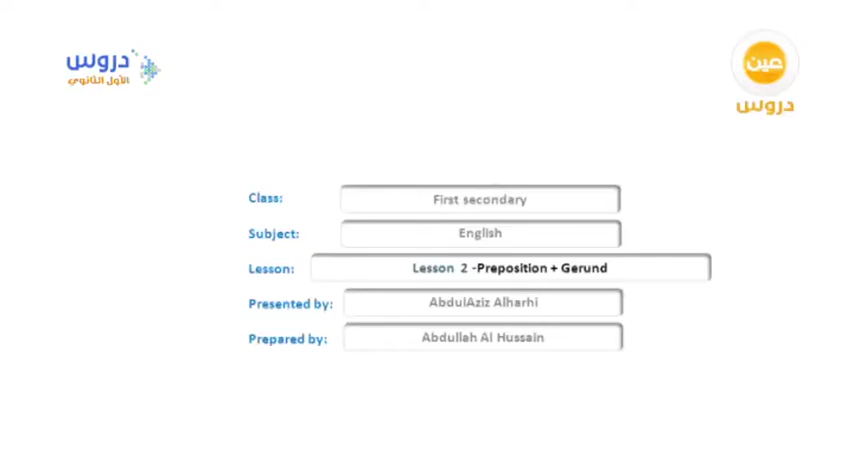 دروس
الأول الثانوي
عين
دروس
Class: First secondary
Subject: English
Lesson: Lesson 2 -Preposition + Gerund
Presented by: AbdulAziz Alharhi
Prepared by: Abdullah Al Hussain